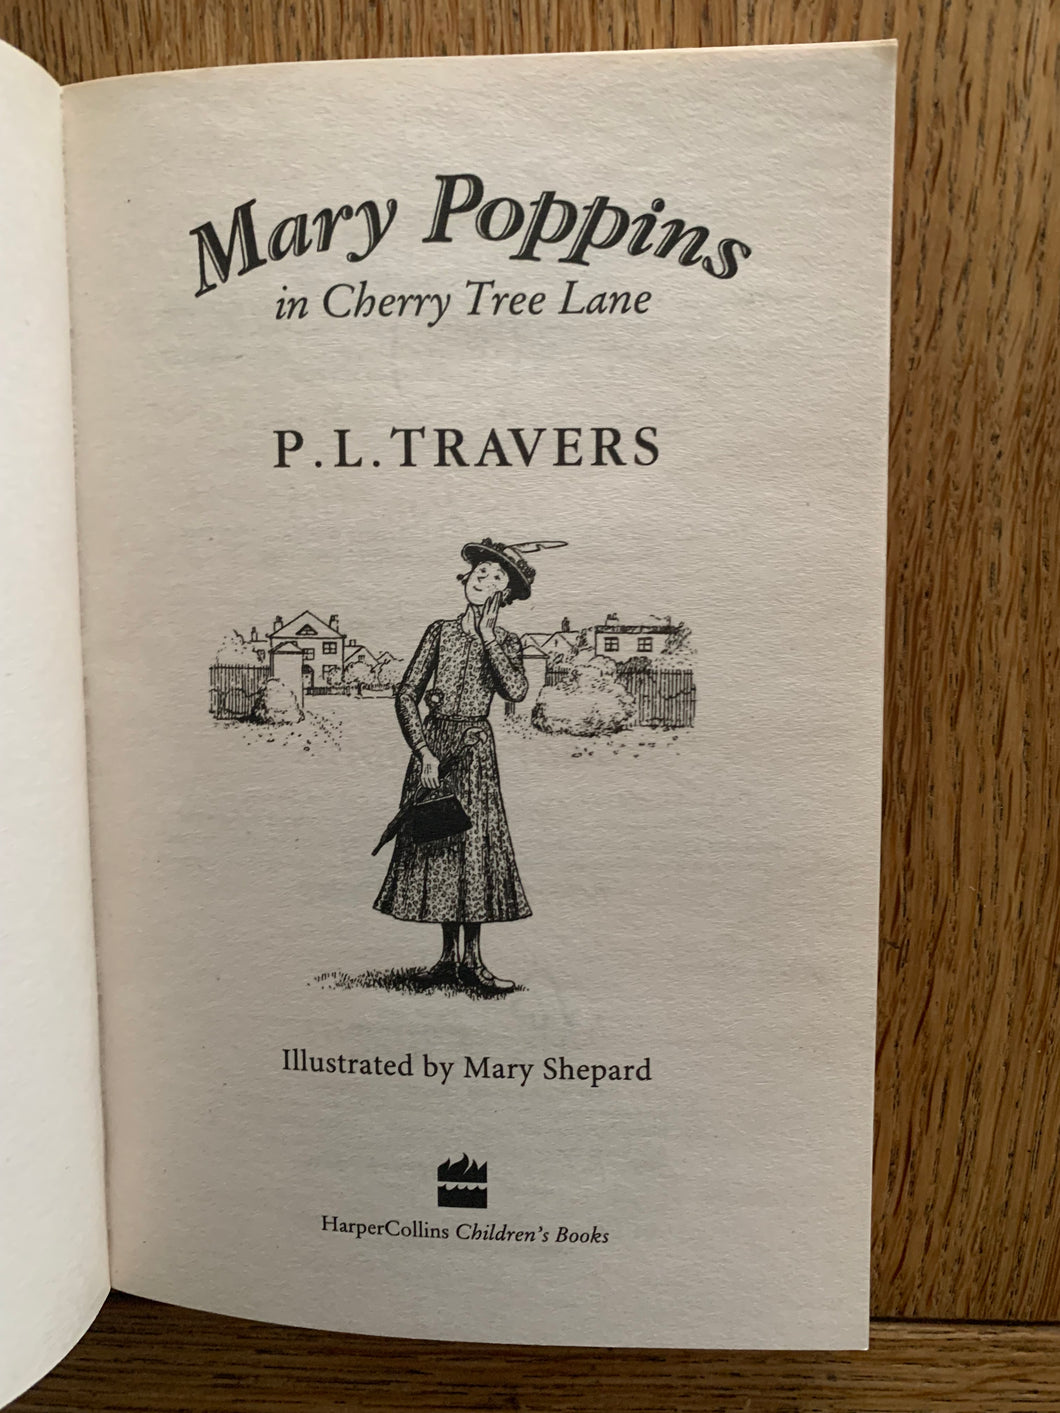 Mary Poppins
in Cherry Tree Lane
P.L.TRAVERS
Illustrated by Mary Shepard
HarperCollins Children's Books